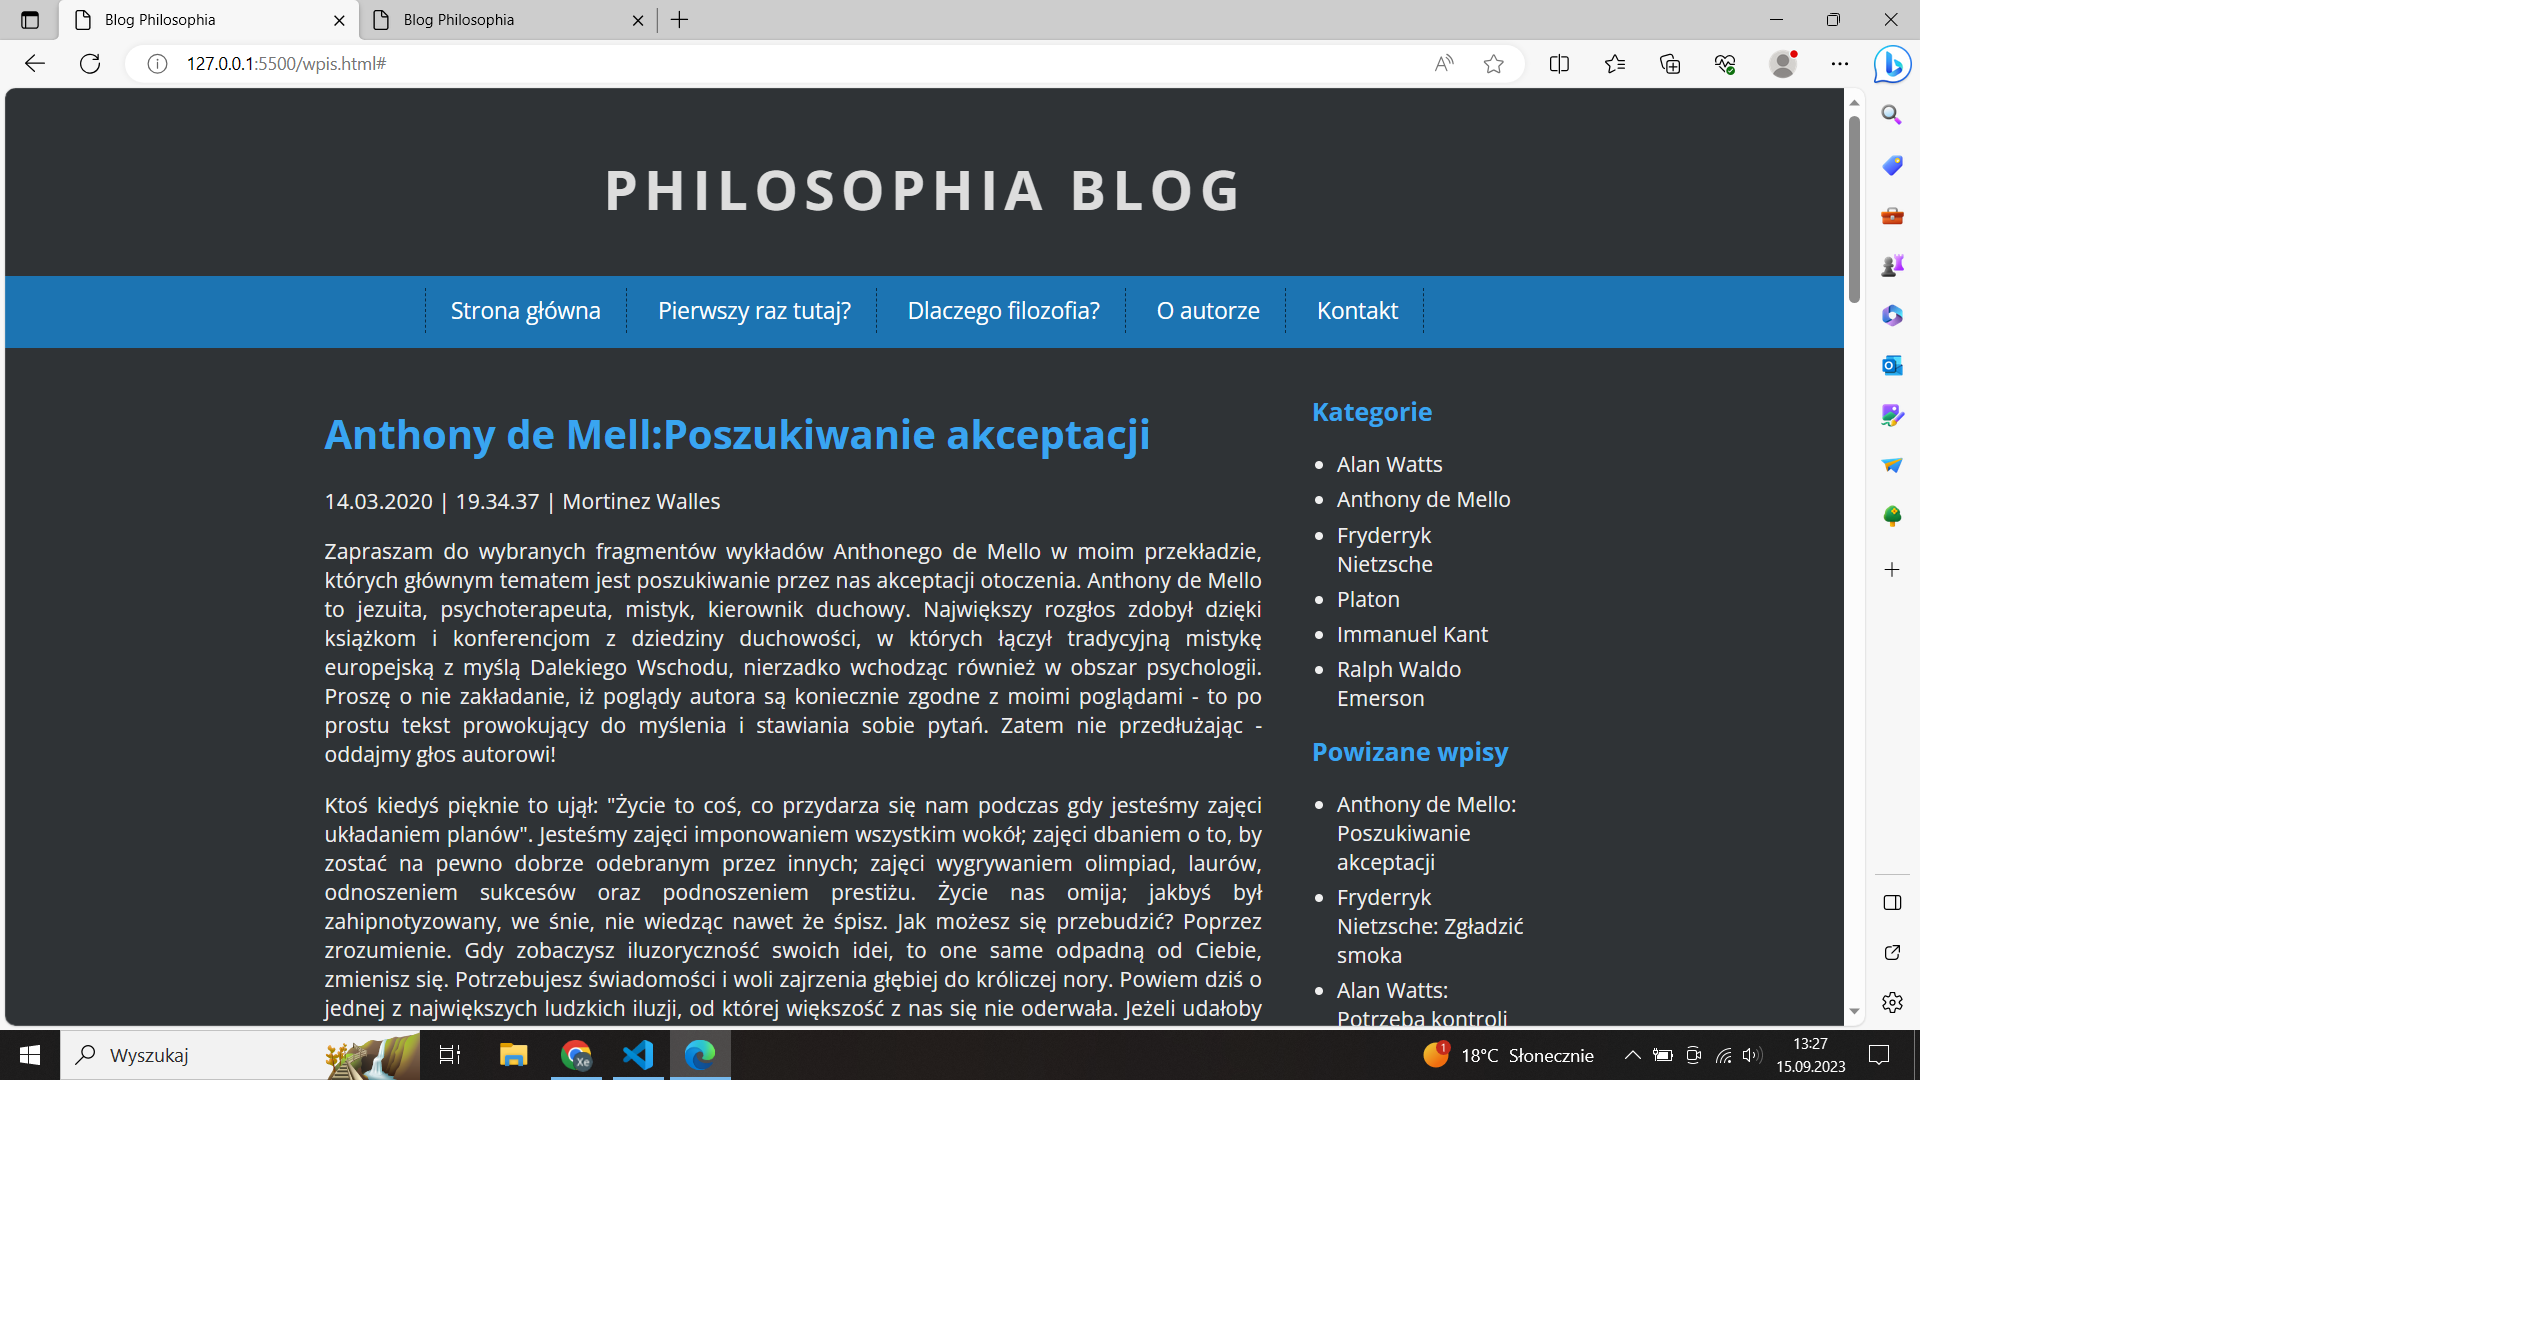 Blog Philosophia
Blog Philosophia
127.0.0.1:5500/wpis.html#
PHILOSOPHIA BLOG
Strona główna Pierwszy raz tutaj? Dlaczego filozofia? O autorze Kontakt
Anthony de Mell:Poszukiwanie akceptacji
14.03.2020 | 19.34.37 | Mortinez Walles
Zapraszam do wybranych fragmentów wykładów Anthonego de Mello w moim przekładzie,
których głównym tematem jest poszukiwanie przez nas akceptacji otoczenia. Anthony de Mello
to jezuita, psychoterapeuta, mistyk, kierownik duchowy. Największy rozgłos zdobył dzięki
książkom i konferencjom z dziedziny duchowości, w których łączył tradycyjną mistykę
europejską z myślą Dalekiego Wschodu, nierzadko wchodząc również w obszar psychologii.
Proszę o nie zakładanie, iż poglądy autora są koniecznie zgodne z moimi poglądami - to po
prostu tekst prowokujący do myślenia i stawiania sobie pytań. Zatem nie przedłużając -
oddajmy głos autorowi!
Ktoś kiedyś pięknie to ujął: "Życie to coś, co przydarza się nam podczas gdy jesteśmy zajęci
układaniem planów". Jesteśmy zajęci imponowaniem wszystkim wokół; zajęci dbaniem o to, by
zostać na pewno dobrze odebranym przez innych; zajęci wygrywaniem olimpiad, laurów,
odnoszeniem sukcesów oraz podnoszeniem prestiżu. Życie nas omija; jakbyś był
zahipnotyzowany, we śnie, nie wiedząc nawet że śpisz. Jak możesz się przebudzić? Poprzez
zrozumienie. Gdy zobaczysz iluzoryczność swoich idei, to one same odpadną od Ciebie,
zmienisz się. Potrzebujesz świadomości i woli zajrzenia głębiej do króliczej nory. Powiem dziś o
jednej z największych ludzkich iluzji, od której większość z nas się nie oderwała. Jeżeli udałoby
Kategorie
Alan Watts
Anthony de Mello
Fryderryk
Nietzsche
Platon
Immanuel Kant
Ralph Waldo
Emerson
Powizane wpisy
Anthony de Mello:
Poszukiwanie
akceptacji
Fryderryk
Nietzsche: Zgładzić
smoka
Alan Watts:
Potrzeba kontroli
Wyszukaj
Xe
1
18°C Słonecznie
13:27
15.09.2023